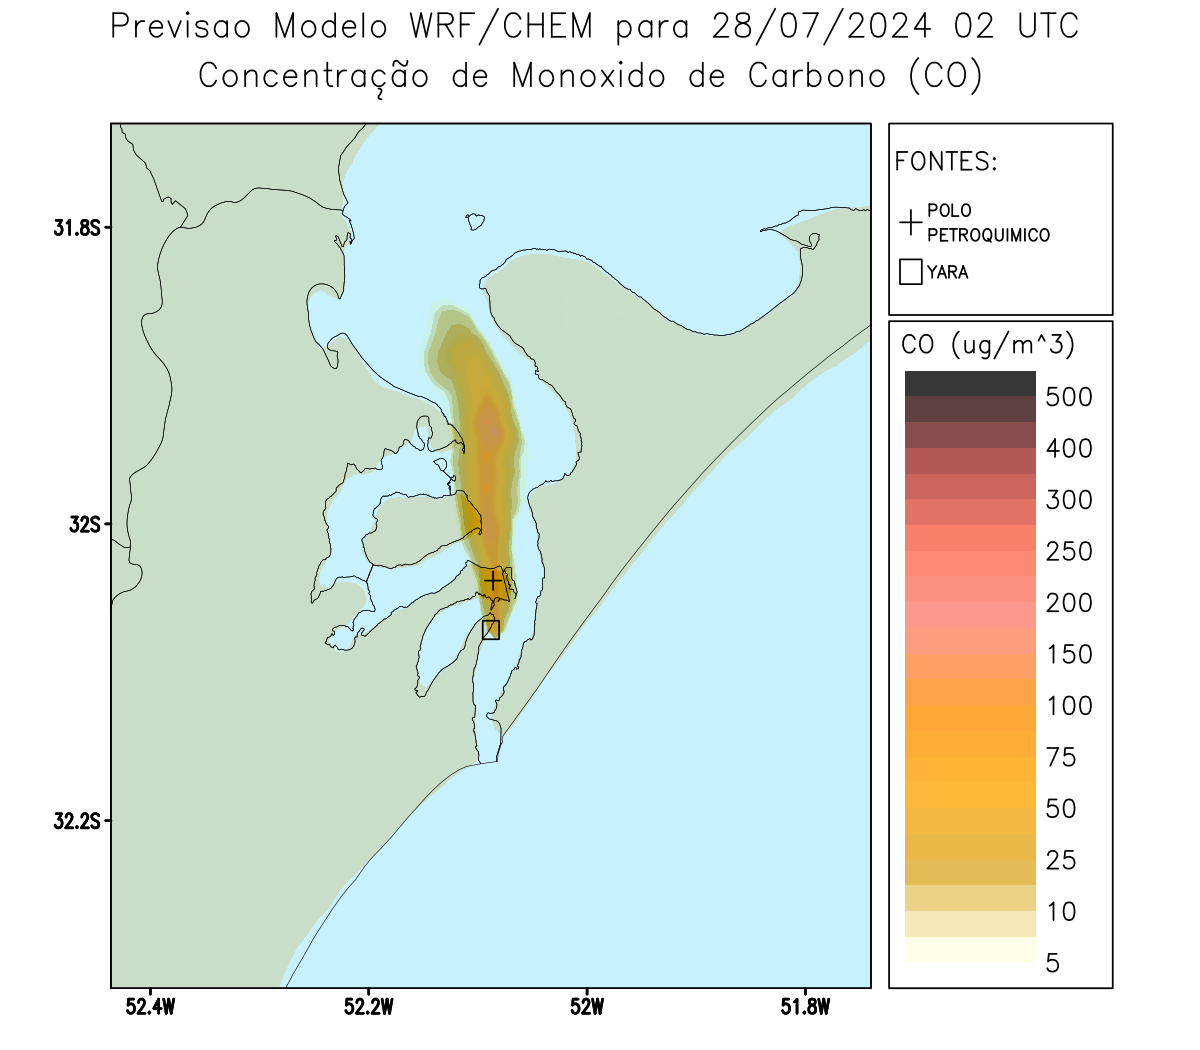 Previsao Modelo WRF/CHEM para 28/07/2024 02 UTC
Concentração de Monoxido de Carbono (CO)
FONTES:
POLO
PETROQUIMICO
YARA
CO (ug/m^3)
500
400
300
250
200
150
100
75
50
25
10
5
31.8S
32S
32.2S
52.4W
52.2W
52W
51.8W